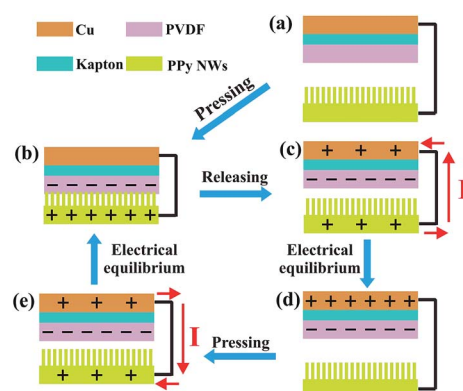 Cu
PVDF
Kapton
PPy NWs
(a)
Pressing
(b)
− − − − − −
+ + + + + +
Releasing
(c)
+ + +
− − − − − −
+ + +
I
Electrical
equilibrium
Electrical
equilibrium
(e)
+ + +
− − − − − −
+ + +
I
Pressing
(d)
+ + + + + +
− − − − − −